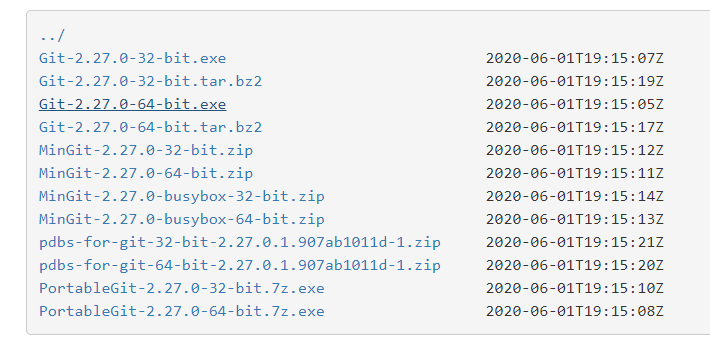 ../
Git-2.27.0-32-bit.exe 2020-06-01T19:15:07Z
Git-2.27.0-32-bit.tar.bz2 2020-06-01T19:15:19Z
Git-2.27.0-64-bit.exe 2020-06-01T19:15:05Z
Git-2.27.0-64-bit.tar.bz2 2020-06-01T19:15:17Z
MinGit-2.27.0-32-bit.zip 2020-06-01T19:15:12Z
MinGit-2.27.0-64-bit.zip 2020-06-01T19:15:11Z
MinGit-2.27.0-busybox-32-bit.zip 2020-06-01T19:15:14Z
MinGit-2.27.0-busybox-64-bit.zip 2020-06-01T19:15:13Z
pdbs-for-git-32-bit-2.27.0.1.907ab1011d-1.zip 2020-06-01T19:15:21Z
pdbs-for-git-64-bit-2.27.0.1.907ab1011d-1.zip 2020-06-01T19:15:20Z
PortableGit-2.27.0-32-bit.7z.exe 2020-06-01T19:15:10Z
PortableGit-2.27.0-64-bit.7z.exe 2020-06-01T19:15:08Z